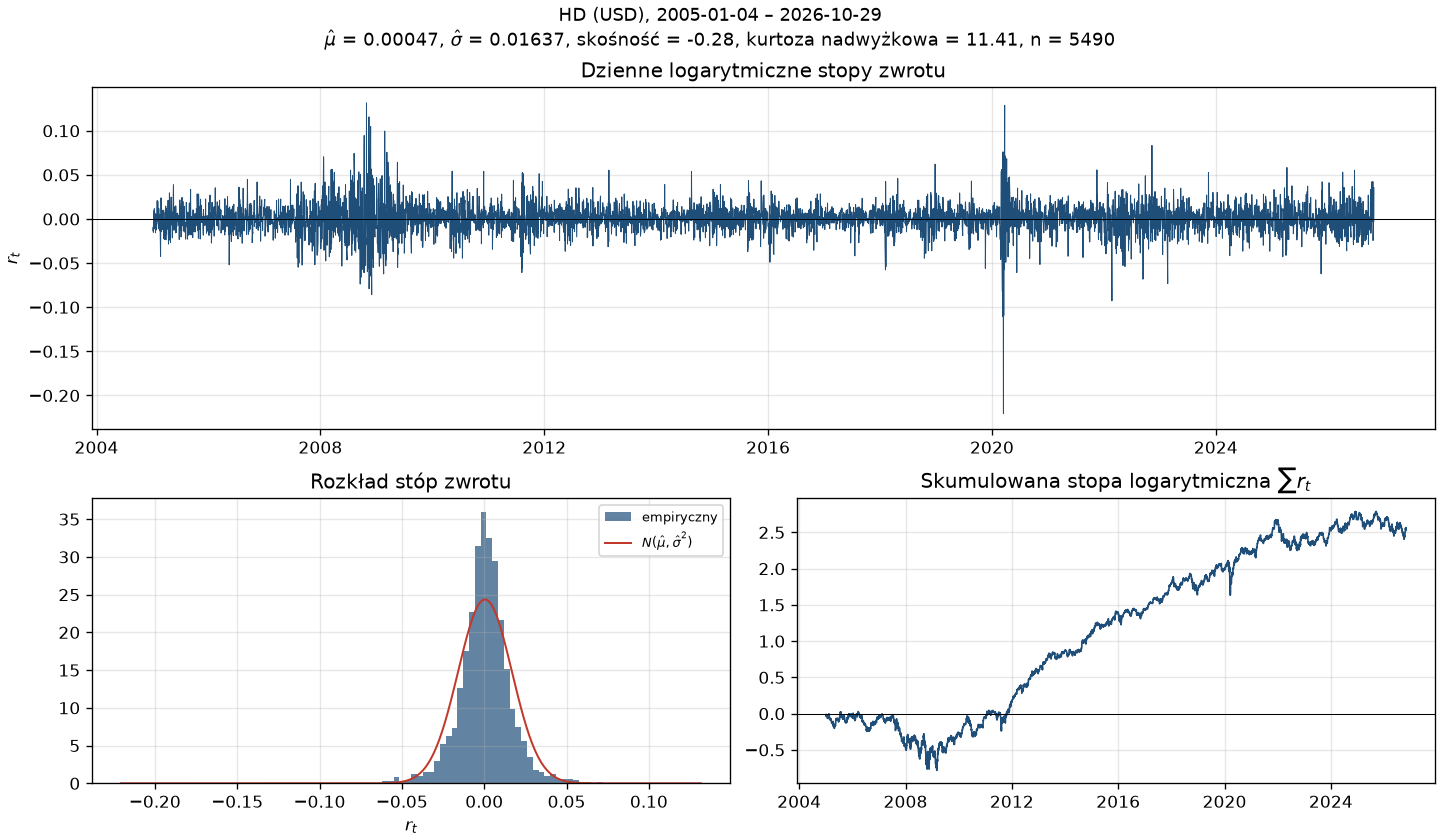 HD (USD), 2005-01-04 – 2026-10-29
μ̂ = 0.00047, σ̂ = 0.01637, skośność = -0.28, kurtoza nadwyżkowa = 11.41, n = 5490
Dzienne logarytmiczne stopy zwrotu
0.10
0.05
0.00
−0.05
−0.10
−0.15
−0.20
r_t
2004 2008 2012 2016 2020 2024
Rozkład stóp zwrotu
35
30
25
20
15
10
5
0
empiryczny
N(μ̂, σ̂²)
−0.20 −0.15 −0.10 −0.05 0.00 0.05 0.10
r_t
Skumulowana stopa logarytmiczna ∑r_t
2.5
2.0
1.5
1.0
0.5
0.0
−0.5
2004 2008 2012 2016 2020 2024